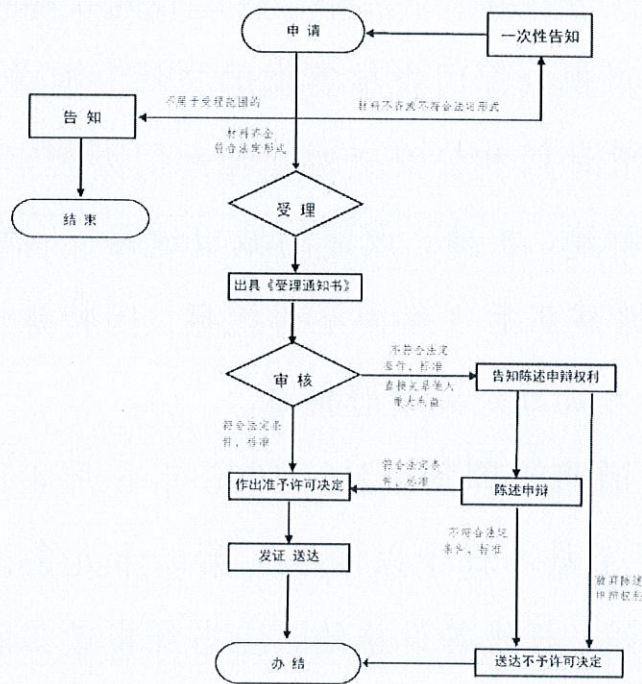 申 请
一次性告知
不属于受理范围的
材料不齐或不符合法定形式
告 知
材料齐全
符合法定形式
结 束
受 理
出具《受理通知书》
不符合法定
条件、标准
审 核
直接关系他人
重大利益
告知陈述申辩权利
符合法定条
件、标准
符合法定条
件、标准
作出准予许可决定
陈述申辩
不符合法定
条件、标准
发证 送达
放弃陈述
申辩权利
办 结
送达不予许可决定